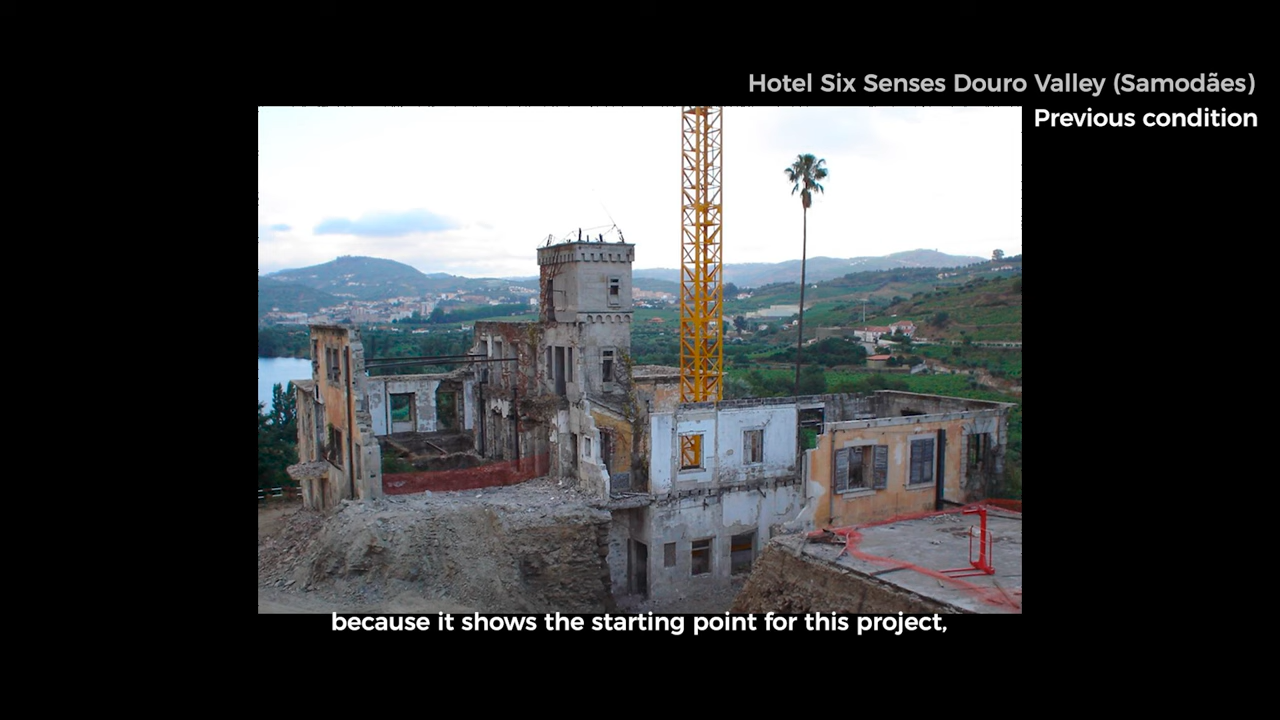 Hotel Six Senses Douro Valley (Samodães)
Previous condition
because it shows the starting point for this project,